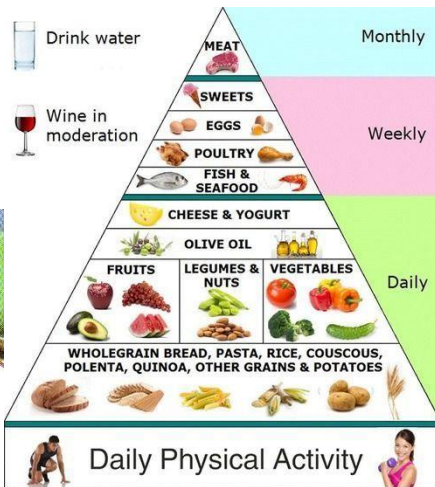 Drink water
Wine in
moderation
MEAT
Monthly
SWEETS
EGGS
POULTRY
FISH &
SEAFOOD
Weekly
CHEESE & YOGURT
OLIVE OIL
FRUITS
LEGUMES &
NUTS
VEGETABLES
Daily
WHOLEGRAIN BREAD, PASTA, RICE, COUSCOUS,
POLENTA, QUINOA, OTHER GRAINS & POTATOES
Daily Physical Activity